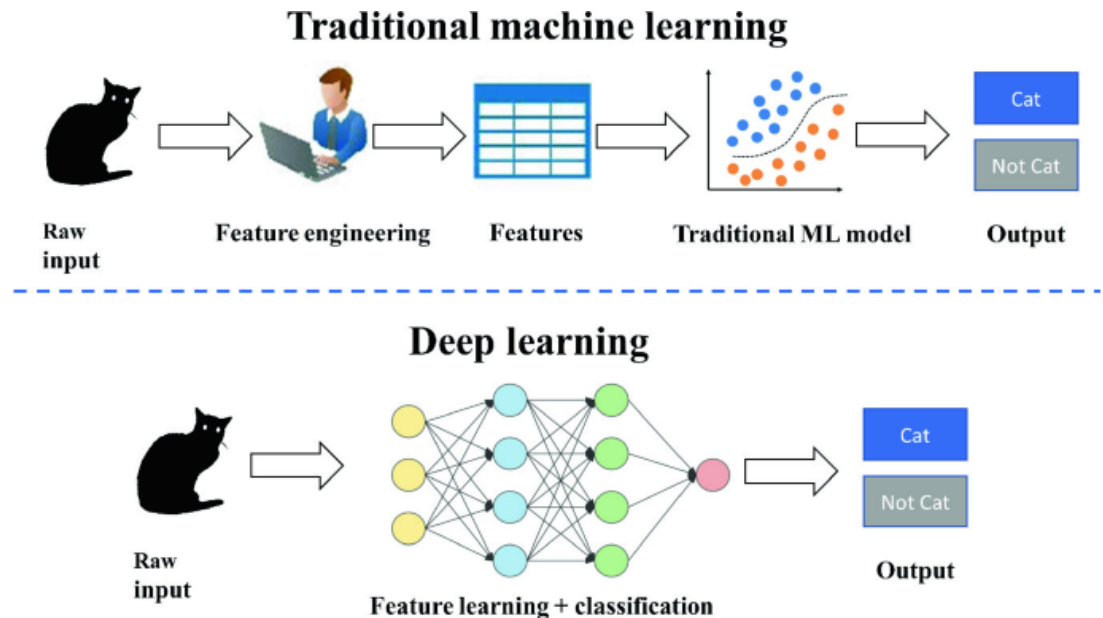 Traditional machine learning
Cat
Not Cat
Raw
input
Feature engineering
Features
Traditional ML model
Output
Deep learning
Cat
Not Cat
Raw
input
Feature learning + classification
Output